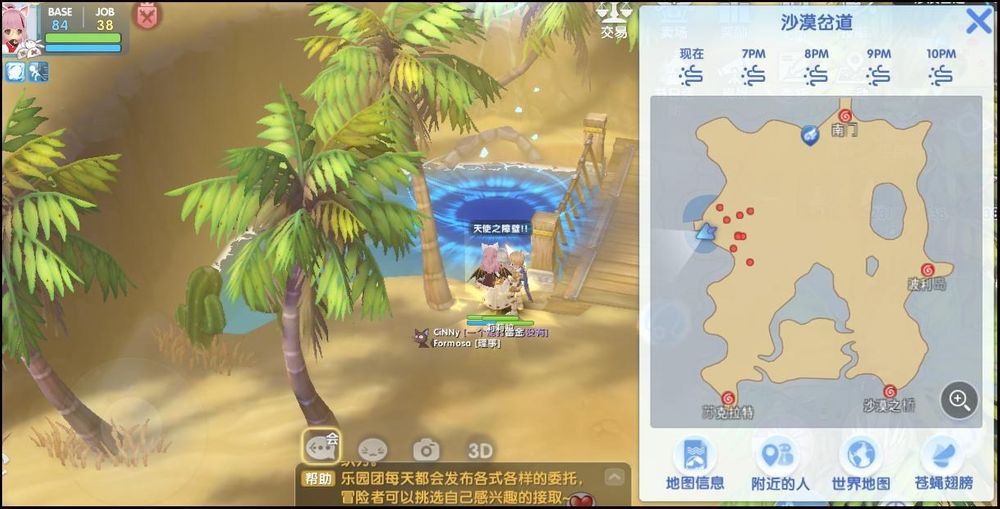 BASE JOB
84 38
交易
沙漠岔道
现在 7PM 8PM 9PM 10PM
南门
波利岛
天使之障壁!!
CiNNy
Formosa [理事]
苏克拉特
沙漠之桥
会
3D
帮助
乐园团每天都会发布各式各样的委托,
冒险者可以挑选自己感兴趣的接取~
地图信息 附近的人 世界地图 苍蝇翅膀